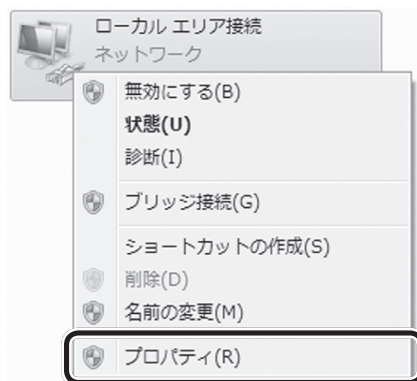 ローカル エリア接続
ネットワーク
無効にする(B)
状態(U)
診断(I)
ブリッジ接続(G)
ショートカットの作成(S)
削除(D)
名前の変更(M)
プロパティ(R)